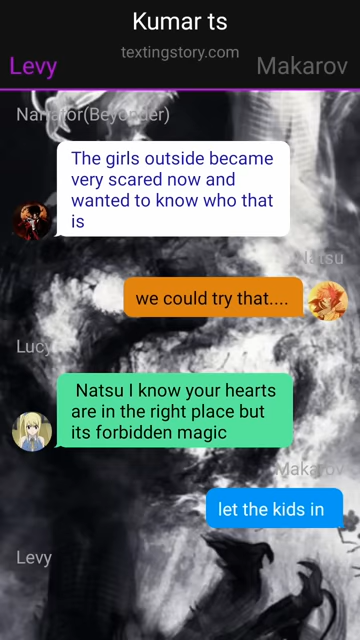 Kumar ts
textingstory.com
Levy
Makarov
Narrator(Beyonder)
The girls outside became
very scared now and
wanted to know who that
is
Natsu
we could try that....
Lucy
Natsu I know your hearts
are in the right place but
its forbidden magic
Makarov
let the kids in
Levy